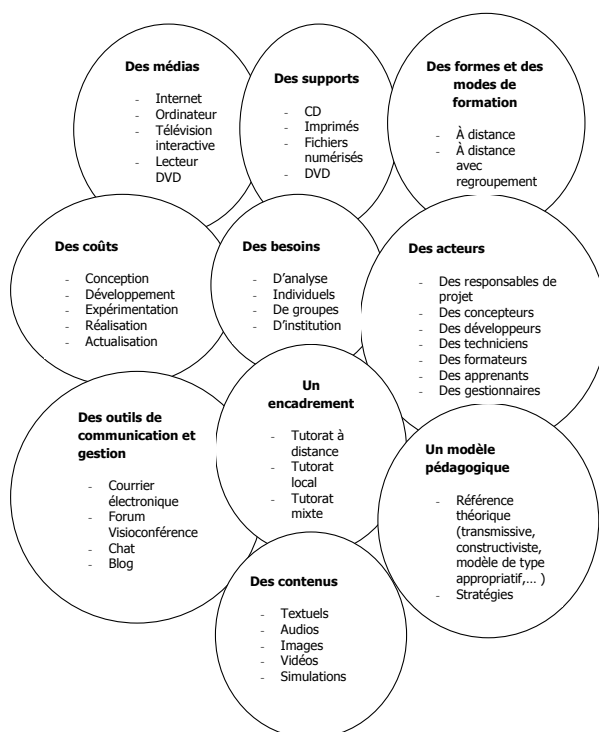 Des médias
- Internet
- Ordinateur
- Télévision
interactive
- Lecteur
DVD
Des supports
- CD
- Imprimés
- Fichiers
numérisés
- DVD
Des formes et des
modes de
formation
- À distance
- À distance
avec
regroupement
Des coûts
- Conception
- Développement
- Expérimentation
- Réalisation
- Actualisation
Des besoins
- D'analyse
- Individuels
- De groupes
- D'institution
Des acteurs
- Des responsables de
projet
- Des concepteurs
- Des développeurs
- Des techniciens
- Des formateurs
- Des apprenants
- Des gestionnaires
Des outils de
communication et
gestion
- Courrier
électronique
- Forum
Visioconférence
- Chat
- Blog
Un
encadrement
- Tutorat à
distance
- Tutorat
local
- Tutorat
mixte
Un modèle
pédagogique
- Référence
théorique
(transmissive,
constructiviste,
modèle de type
appropriatif,... )
- Stratégies
Des contenus
- Textuels
- Audios
- Images
- Vidéos
- Simulations